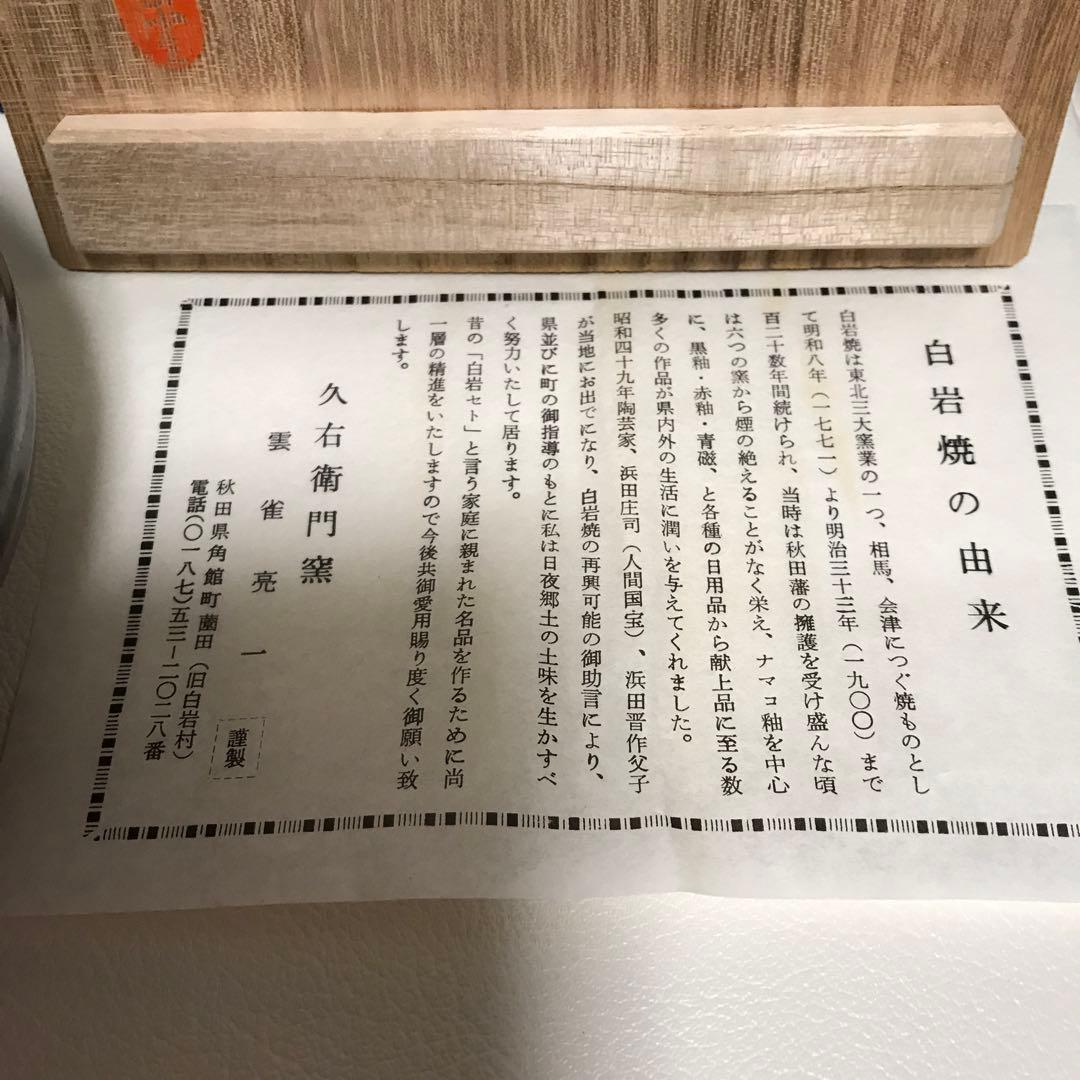 白岩焼の由来
白岩焼は東北三大窯業の一つ、相馬、会津につぐ焼ものとし
て明和八年（一七七一）より明治三十三年（一九〇〇）まで
百二十数年間続けられ、当時は秋田藩の擁護を受け盛んな頃
は六つの窯から煙の絶えることがなく栄え、ナマコ釉を中心
に、黒釉・赤釉・青磁、と各種の日用品から献上品に至る数
多くの作品が県内外の生活に潤いを与えてくれました。
昭和四十九年陶芸家、浜田庄司（人間国宝）、浜田晋作父子
が当地にお出でになり、白岩焼の再興可能の御助言により、
県並びに町の御指導のもとに私は日夜郷土の土味を生かすべ
く努力いたして居ります。
昔の「白岩セト」と言う家庭に親まれた名品を作るために尚
一層の精進をいたしますので今後共御愛用賜り度く御願い致
します。
久右衛門窯
雲雀亮一
謹製
秋田県角館町薗田（旧白岩村）
電話（〇一八七）五三ー二〇二八番